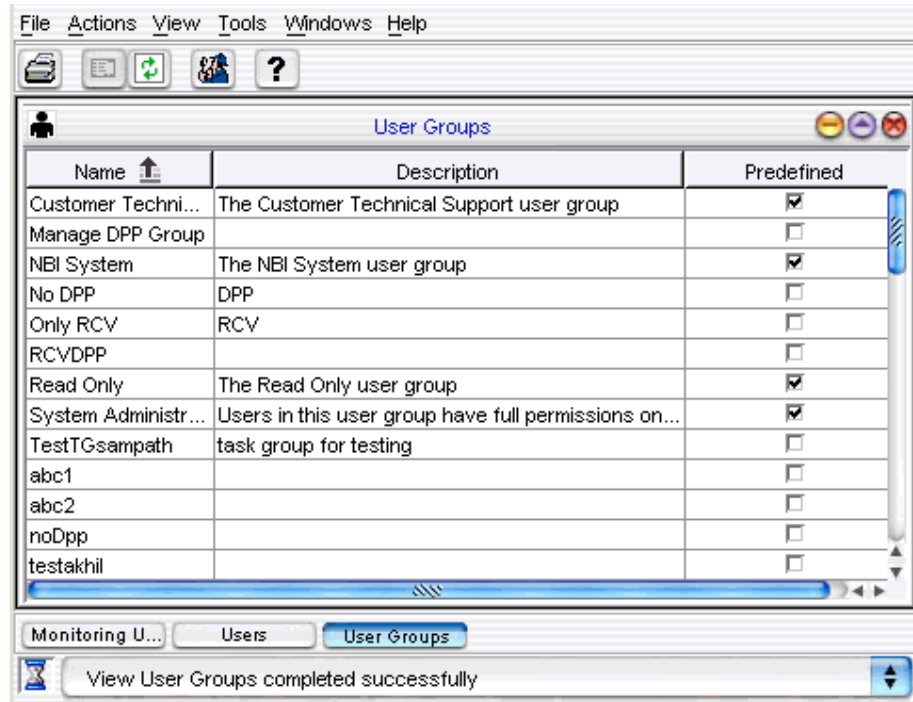 File Actions View Tools Windows Help
?
User Groups
Name Description Predefined
Customer Techni... The Customer Technical Support user group
Manage DPP Group
NBI System The NBI System user group
No DPP DPP
Only RCV RCV
RCVDPP
Read Only The Read Only user group
System Administr... Users in this user group have full permissions on...
TestTGsampath task group for testing
abc1
abc2
noDpp
testakhil
Monitoring U... Users User Groups
View User Groups completed successfully